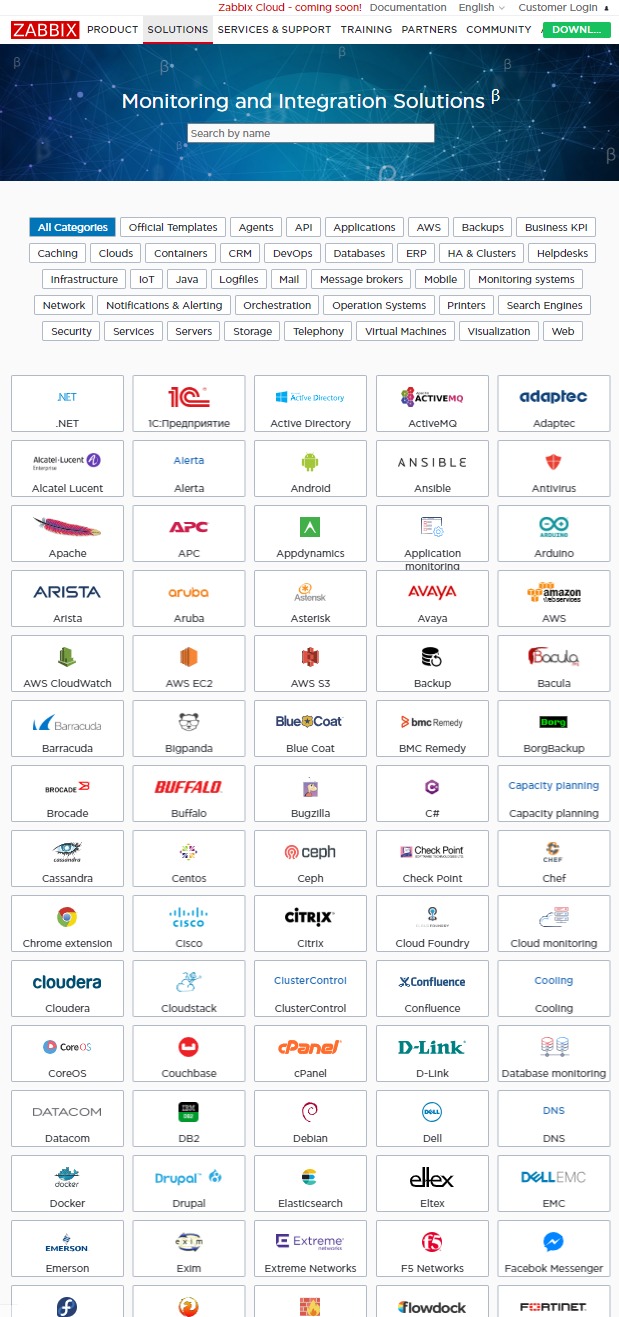 Zabbix Cloud - coming soon! Documentation English Customer Login
ZABBIX PRODUCT SOLUTIONS SERVICES & SUPPORT TRAINING PARTNERS COMMUNITY DOWNL...
Monitoring and Integration Solutions β
Search by name
All Categories Official Templates Agents API Applications AWS Backups Business KPI
Caching Clouds Containers CRM DevOps Databases ERP HA & Clusters Helpdesks
Infrastructure IoT Java Logfiles Mail Message brokers Mobile Monitoring systems
Network Notifications & Alerting Orchestration Operation Systems Printers Search Engines
Security Services Servers Storage Telephony Virtual Machines Visualization Web
.NET 1C Active Directory ACTIVEMQ adaptec
.NET 1С:Предприятие Active Directory ActiveMQ Adaptec
Alcatel·Lucent Enterprise Alerta ANSIBLE
Alcatel Lucent Alerta Android Ansible Antivirus
APC ARDUINO
Apache APC Appdynamics Application monitoring Arduino
ARISTA aruba Asterisk AVAYA amazon webservices
Arista Aruba Asterisk Avaya AWS
Bacula
AWS CloudWatch AWS EC2 AWS S3 Backup Bacula
Barracuda Blue Coat bmc Remedy Borg
Barracuda Bigpanda Blue Coat BMC Remedy BorgBackup
BROCADE BUFFALO C Capacity planning
Brocade Buffalo Bugzilla C# Capacity planning
cassandra ceph Check Point SOFTWARE TECHNOLOGIES LTD. CHEF
Cassandra Centos Ceph Check Point Chef
CISCO CITRIX CLOUD FOUNDRY
Chrome extension Cisco Citrix Cloud Foundry Cloud monitoring
cloudera ClusterControl Confluence Cooling
Cloudera Cloudstack ClusterControl Confluence Cooling
Core OS cPanel D-Link
CoreOS Couchbase cPanel D-Link Database monitoring
DATACOM IBM DB2 DELL DNS
Datacom DB2 Debian Dell DNS
docker Drupal eltex DELL EMC
Docker Drupal Elasticsearch Eltex EMC
EMERSON exim Extreme networks f5
Emerson Exim Extreme Networks F5 Networks Facebok Messenger
flowdock FORTINET